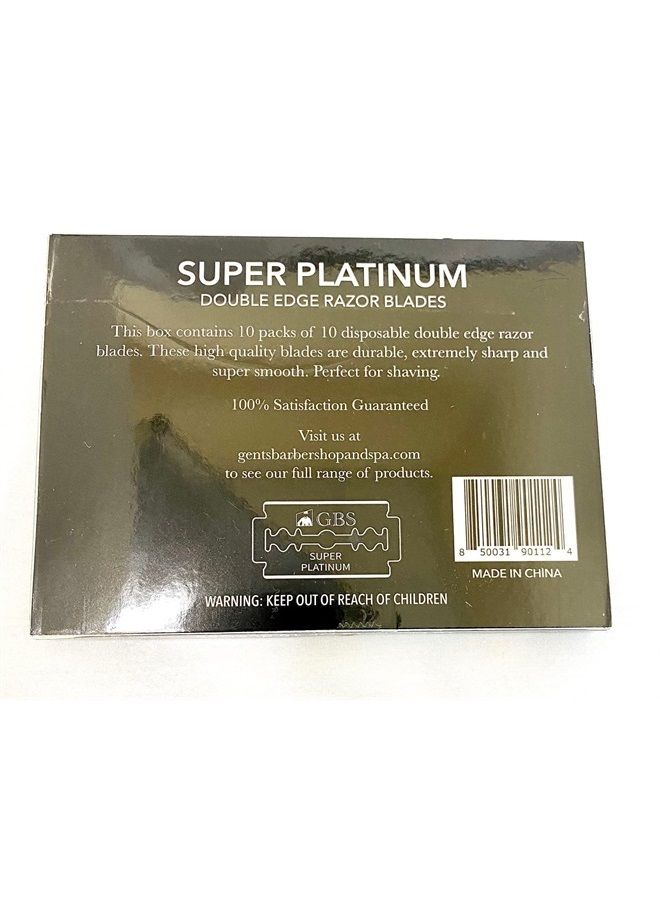 SUPER PLATINUM
DOUBLE EDGE RAZOR BLADES
This box contains 10 packs of 10 disposable double edge razor
blades. These high quality blades are durable, extremely sharp and
super smooth. Perfect for shaving.
100% Satisfaction Guaranteed
Visit us at
gentsbarbershopandspa.com
to see our full range of products.
GBS
SUPER
PLATINUM
8 50031 90112 4
MADE IN CHINA
WARNING: KEEP OUT OF REACH OF CHILDREN